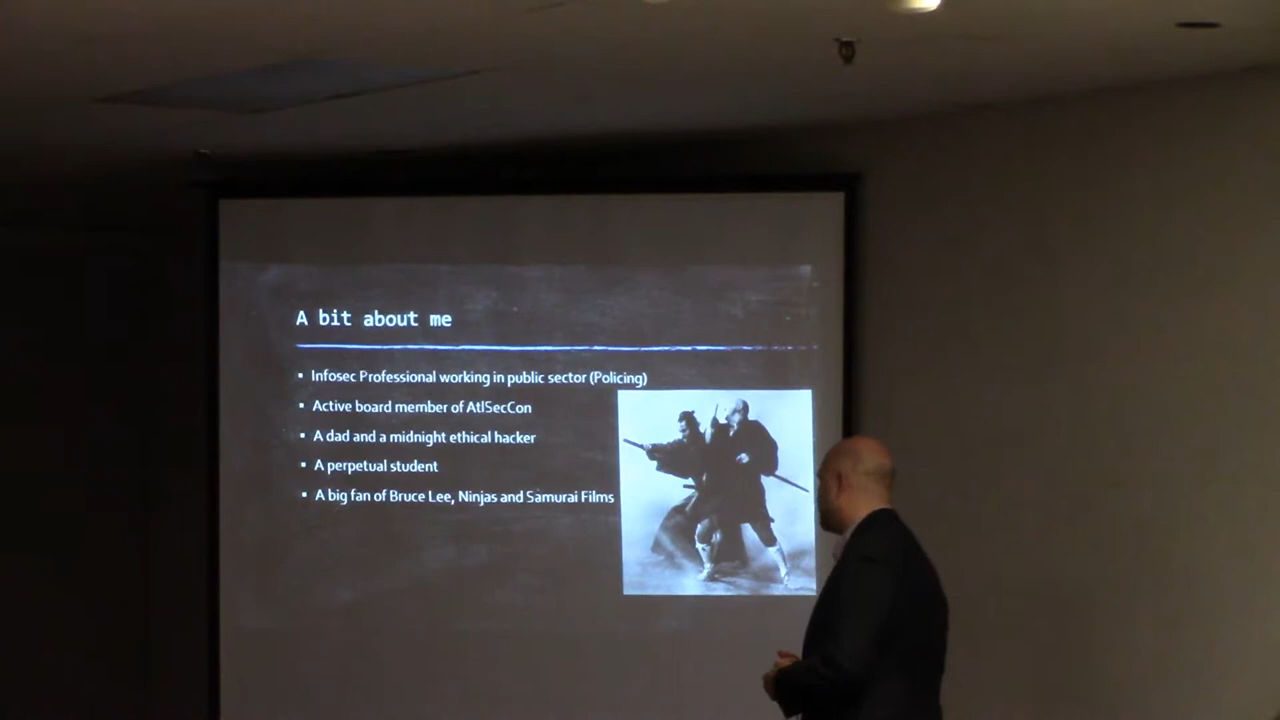 A bit about me
Infosec Professional working in public sector (Policing)
Active board member of AtlSecCon
A dad and a midnight ethical hacker
A perpetual student
A big fan of Bruce Lee, Ninjas and Samurai Films